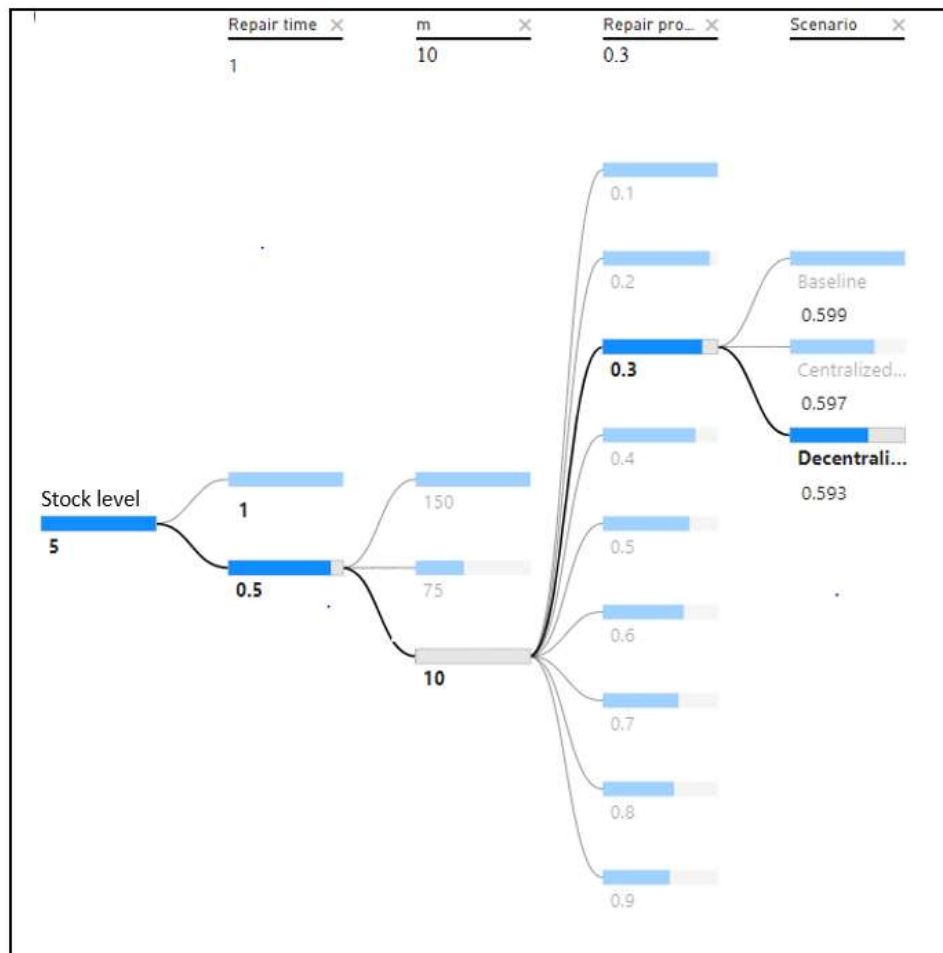 Repair time ×
m ×
Repair pro... ×
Scenario ×
1
10
0.3
0.1
0.2
0.3
0.4
0.5
0.6
0.7
0.8
0.9
Baseline
0.599
Centralized...
0.597
Decentrali...
0.593
Stock level
5
1
0.5
150
75
10